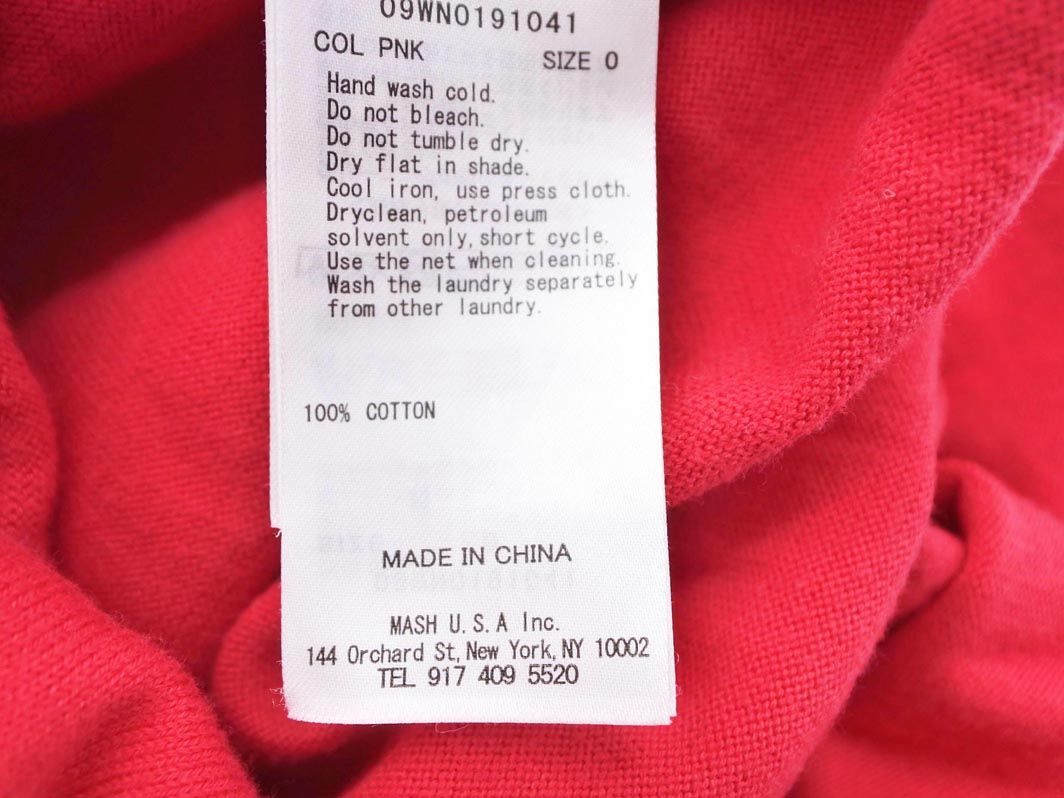 09WN0191041
COL PNK SIZE 0
Hand wash cold.
Do not bleach.
Do not tumble dry.
Dry flat in shade.
Cool iron, use press cloth.
Dryclean, petroleum
solvent only, short cycle.
Use the net when cleaning.
Wash the laundry separately
from other laundry.
100% COTTON
MADE IN CHINA
MASH U.S.A Inc.
144 Orchard St, New York, NY 10002
TEL 917 409 5520